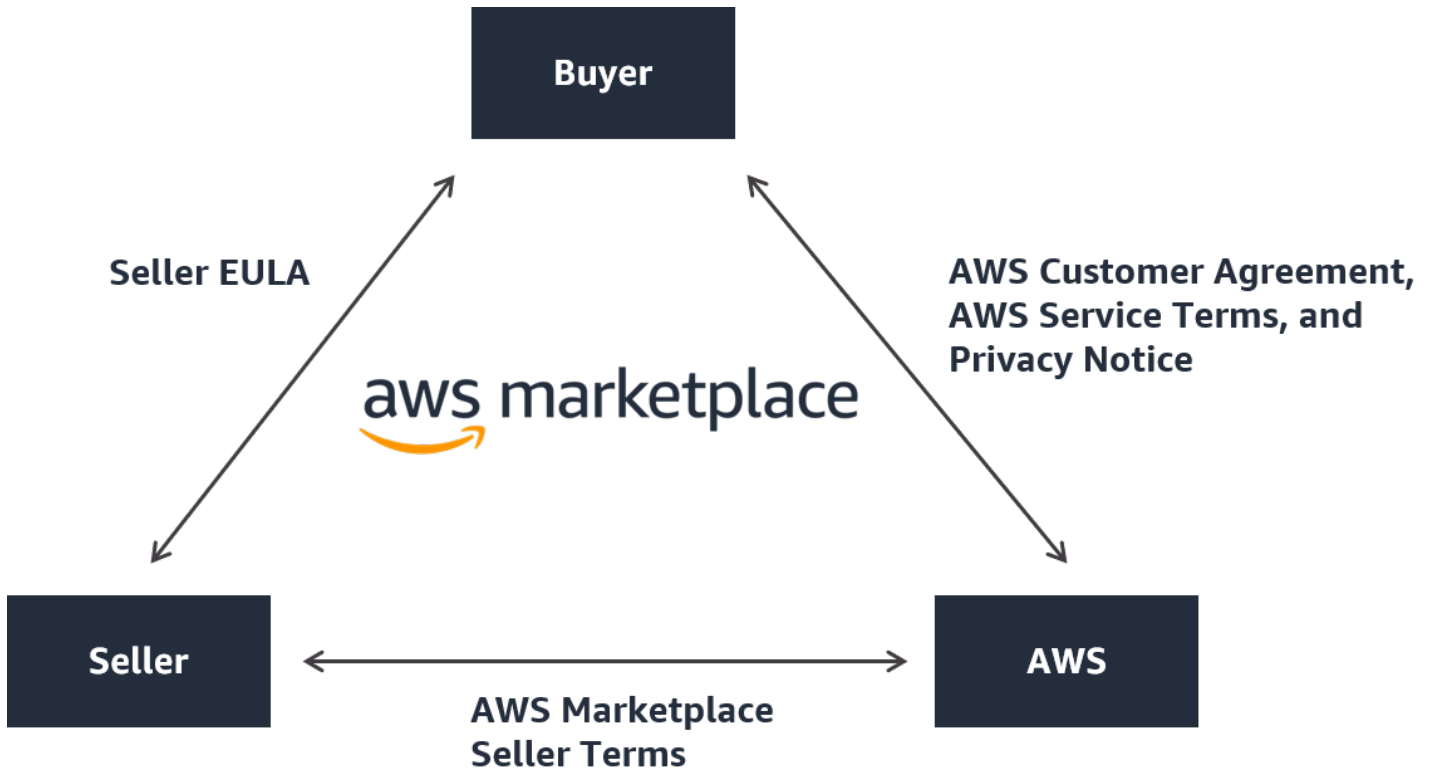 Buyer
Seller EULA
AWS Customer Agreement,
AWS Service Terms, and
Privacy Notice
aws marketplace
Seller
AWS
AWS Marketplace
Seller Terms